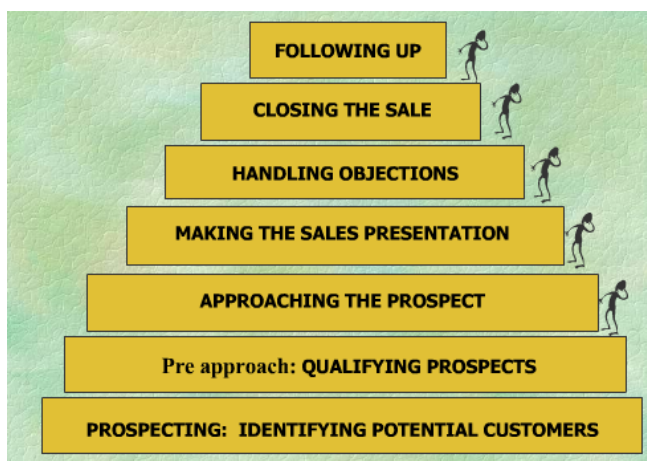 FOLLOWING UP
CLOSING THE SALE
HANDLING OBJECTIONS
MAKING THE SALES PRESENTATION
APPROACHING THE PROSPECT
Pre approach: QUALIFYING PROSPECTS
PROSPECTING: IDENTIFYING POTENTIAL CUSTOMERS